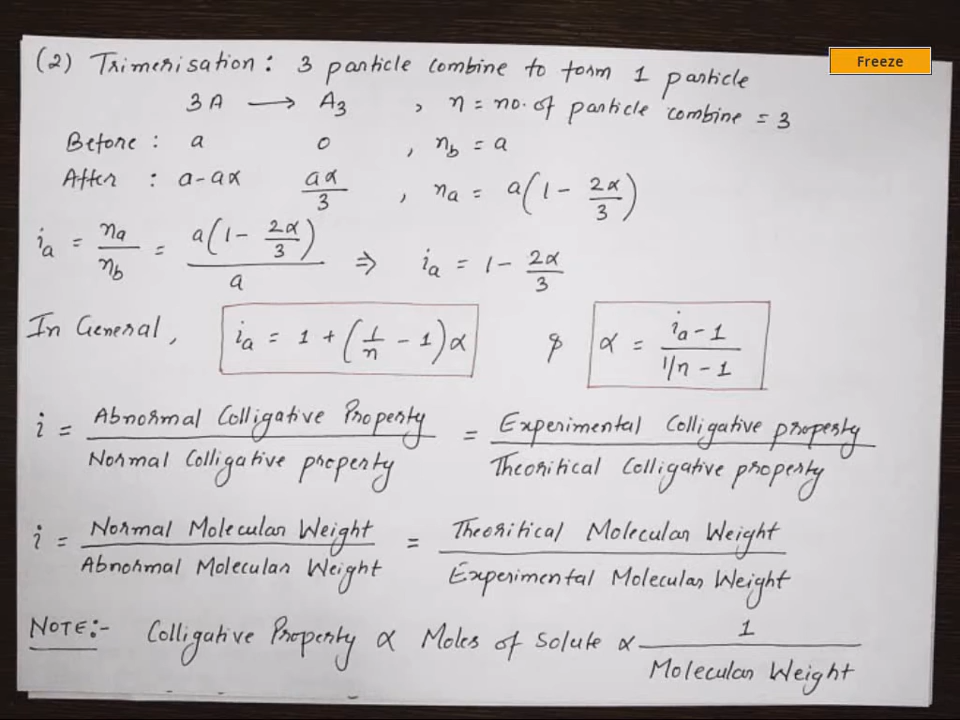 Freeze
(2) Trimerisation : 3 particle combine to form 1 particle
3A ⟶ A₃ , n = no. of particle combine = 3
Before : a 0 , n_b = a
After : a - aα aα/3 , n_a = a(1 - 2α/3)
i_a = n_a/n_b = a(1 - 2α/3)/a ⇒ i_a = 1 - 2α/3
In General, i_a = 1 + (1/n - 1)α & α = (i_a - 1)/(1/n - 1)
i = Abnormal Colligative Property / Normal Colligative property = Experimental Colligative property / Theoritical Colligative property
i = Normal Molecular Weight / Abnormal Molecular Weight = Theoritical Molecular Weight / Experimental Molecular Weight
NOTE:- Colligative Property α Moles of solute α 1 / Molecular Weight